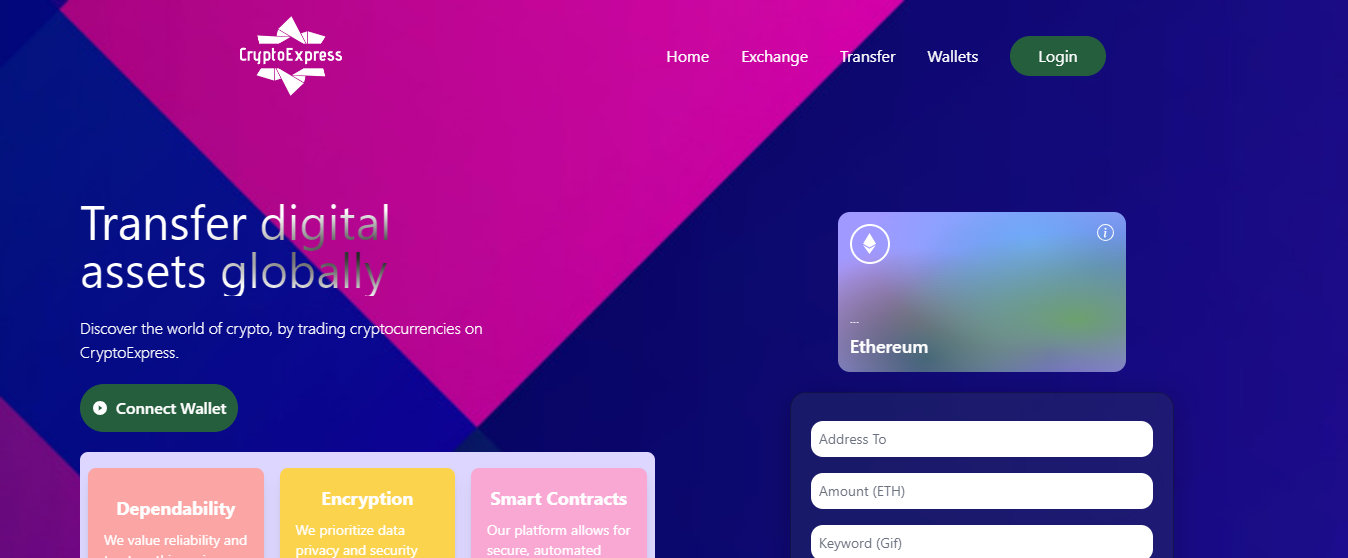 CryptoExpress
Home
Exchange
Transfer
Wallets
Login
Transfer digital
assets globally
Discover the world of crypto, by trading cryptocurrencies on
CryptoExpress.
Connect Wallet
Dependability
We value reliability and
Encryption
We prioritize data
privacy and security
Smart Contracts
Our platform allows for
secure, automated
...
Ethereum
Address To
Amount (ETH)
Keyword (Gif)